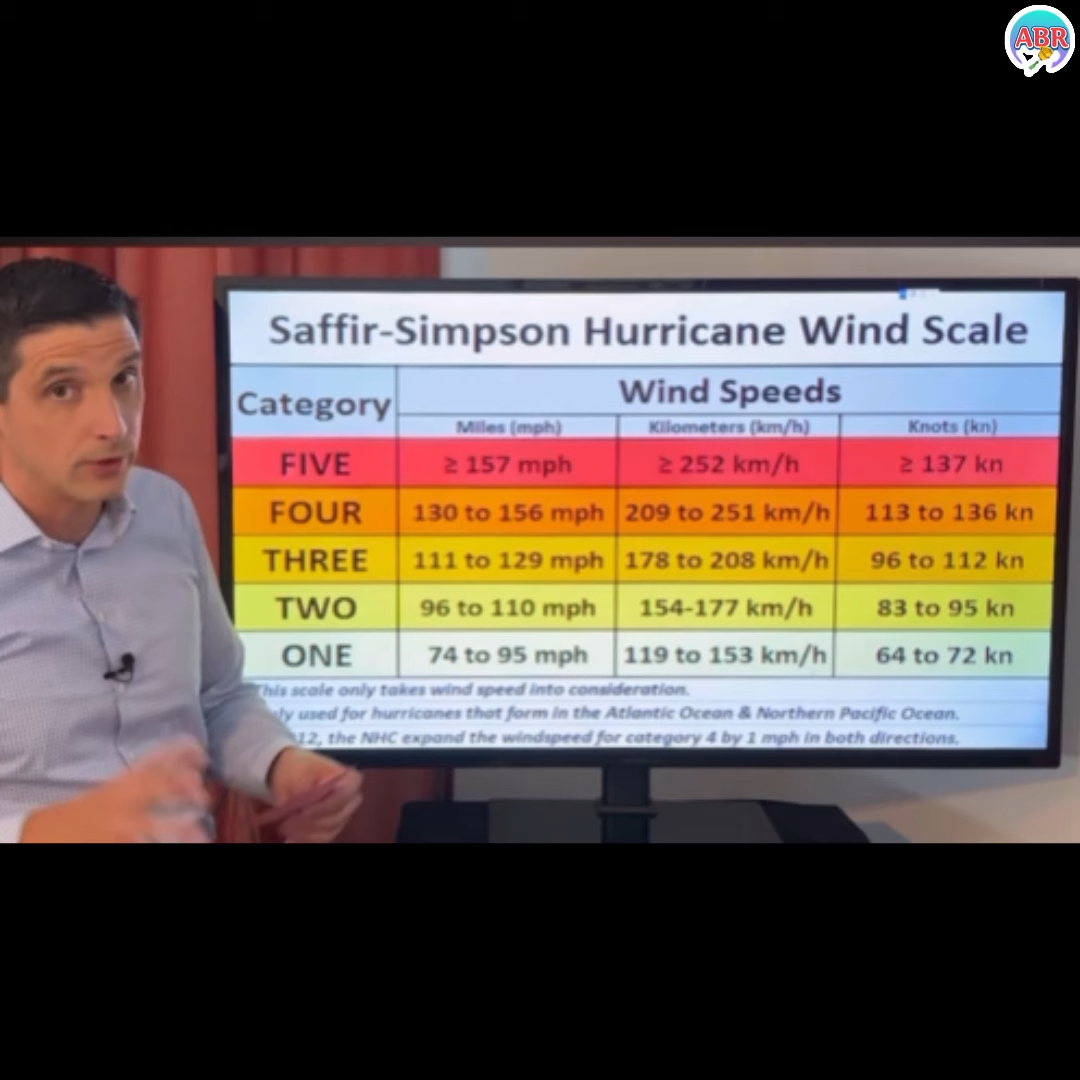 ABR
Saffir-Simpson Hurricane Wind Scale
Category
Wind Speeds
Miles (mph) Kilometers (km/h) Knots (kn)
FIVE ≥ 157 mph ≥ 252 km/h ≥ 137 kn
FOUR 130 to 156 mph 209 to 251 km/h 113 to 136 kn
THREE 111 to 129 mph 178 to 208 km/h 96 to 112 kn
TWO 96 to 110 mph 154-177 km/h 83 to 95 kn
ONE 74 to 95 mph 119 to 153 km/h 64 to 72 kn
This scale only takes wind speed into consideration.
used for hurricanes that form in the Atlantic Ocean & Northern Pacific Ocean.
the NHC expand the windspeed for category 4 by 1 mph in both directions.